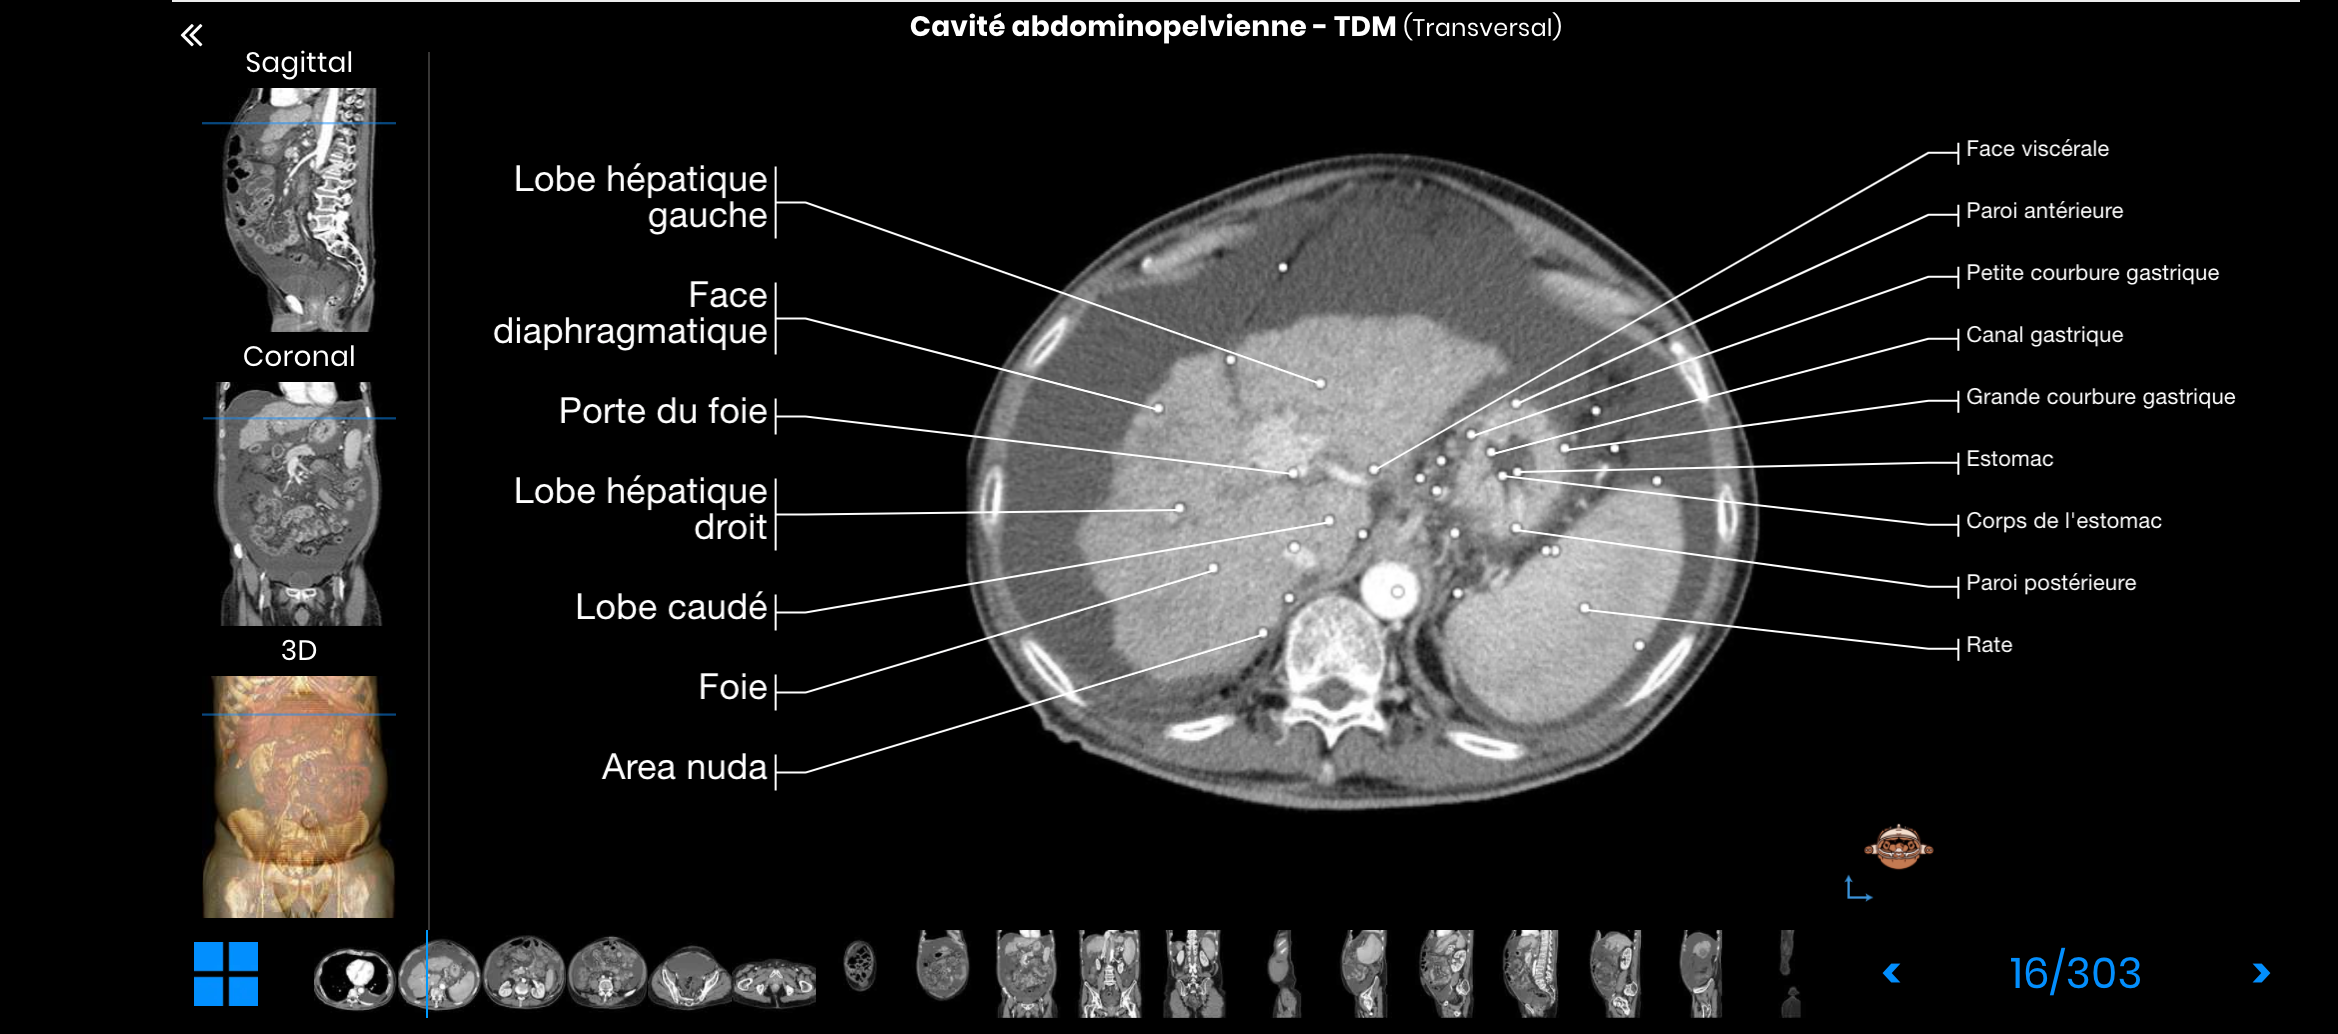 Cavité abdominopelvienne - TDM (Transversal)
Sagittal
Coronal
3D
Lobe hépatique
gauche
Face
diaphragmatique
Porte du foie
Lobe hépatique
droit
Lobe caudé
Foie
Area nuda
Face viscérale
Paroi antérieure
Petite courbure gastrique
Canal gastrique
Grande courbure gastrique
Estomac
Corps de l'estomac
Paroi postérieure
Rate
16/303